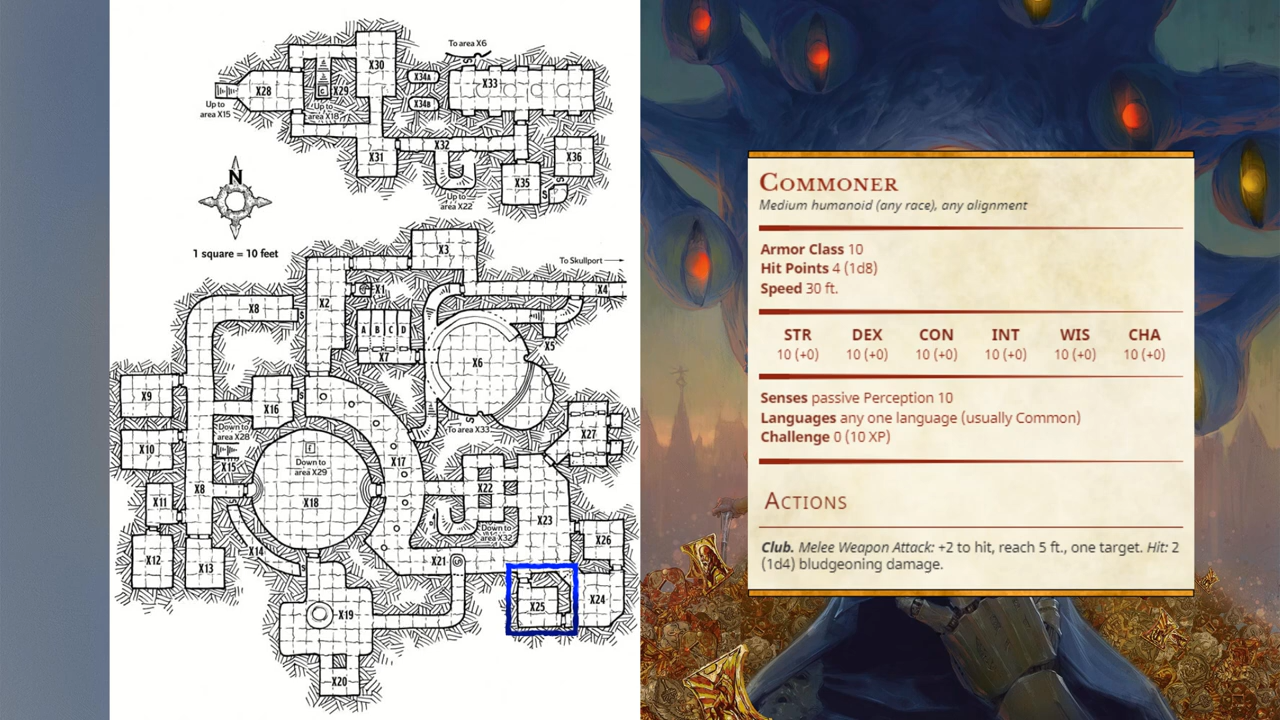 To area X6
X30
X33
X34A
X28
X29
X34B
Up to
area X15
Up to
area X18
X32
X31
X36
X35
Up to
area X22
N
1 square = 10 feet
X3
To Skullport
X1
X4
X2
X8
A B C D
X5
X7
X6
X9
X16
Down to
area X28
To area X33
X27
X10
X15
Down to
area X29
X17
X8
X22
X11
X18
X23
Down to
area X32
X26
X14
X12
X13
X21
X24
X25
X19
X20
COMMONER
Medium humanoid (any race), any alignment
Armor Class 10
Hit Points 4 (1d8)
Speed 30 ft.
STR DEX CON INT WIS CHA
10 (+0) 10 (+0) 10 (+0) 10 (+0) 10 (+0) 10 (+0)
Senses passive Perception 10
Languages any one language (usually Common)
Challenge 0 (10 XP)
ACTIONS
Club. Melee Weapon Attack: +2 to hit, reach 5 ft., one target. Hit: 2
(1d4) bludgeoning damage.